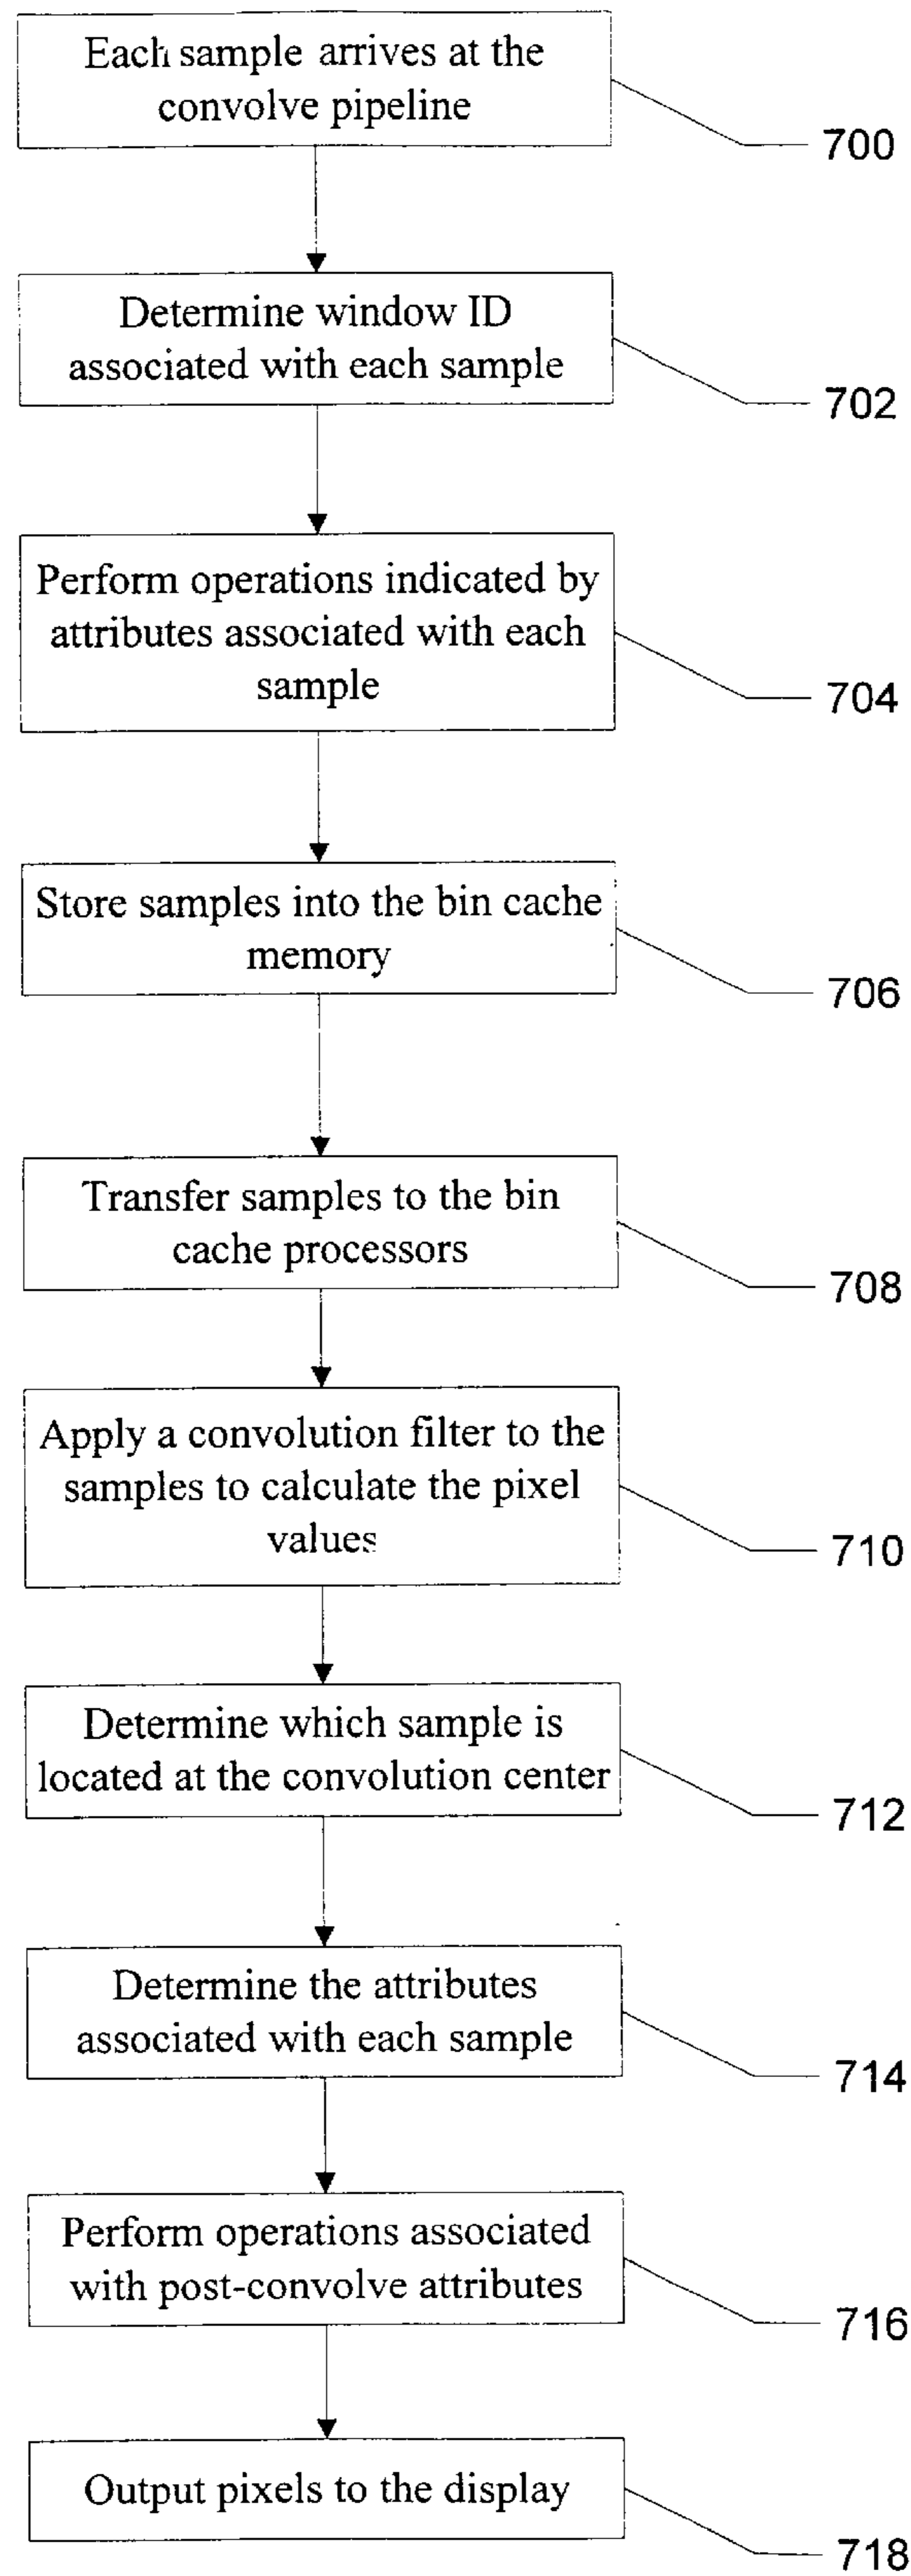 Each sample arrives at the
convolve pipeline
700
Determine window ID
associated with each sample
702
Perform operations indicated by
attributes associated with each
sample
704
Store samples into the bin cache
memory
706
Transfer samples to the bin
cache processors
708
Apply a convolution filter to the
samples to calculate the pixel
values
710
Determine which sample is
located at the convolution center
712
Determine the attributes
associated with each sample
714
Perform operations associated
with post-convolve attributes
716
Output pixels to the display
718